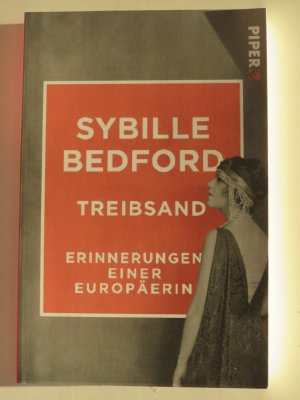 PIPER
SYBILLE
BEDFORD
TREIBSAND
ERINNERUNGEN
EINER
EUROPÄERIN